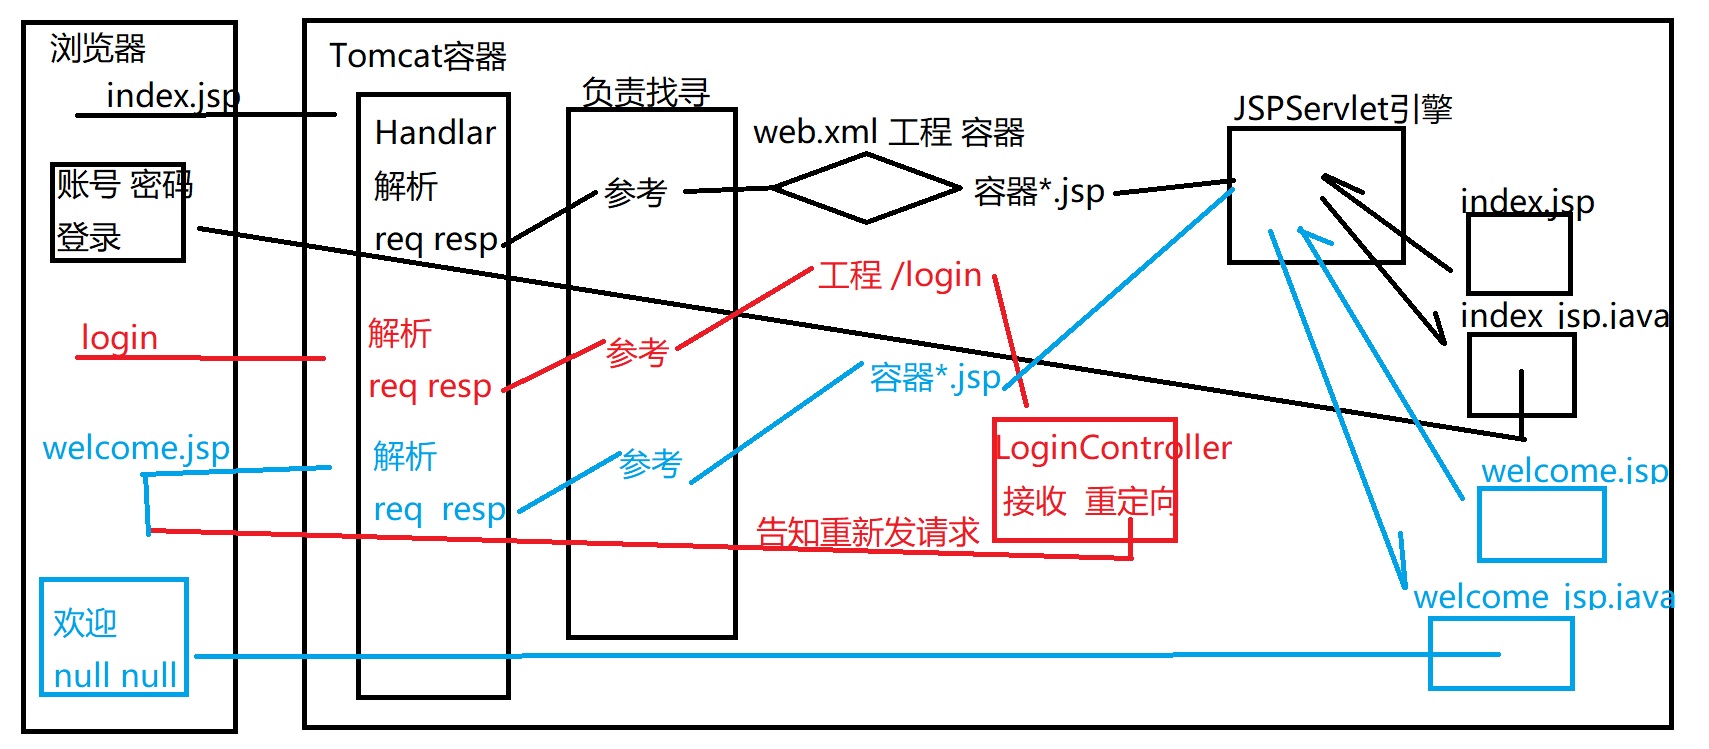 浏览器
index.jsp
账号 密码
登录
login
welcome.jsp
欢迎
null null
Tomcat容器
Handlar
解析
req resp
解析
req resp
解析
req resp
负责找寻
参考
参考
参考
web.xml 工程 容器
容器*.jsp
工程 /login
容器*.jsp
LoginController
接收 重定向
告知重新发请求
JSPServlet引擎
index.jsp
index_jsp.java
welcome.jsp
welcome_jsp.java